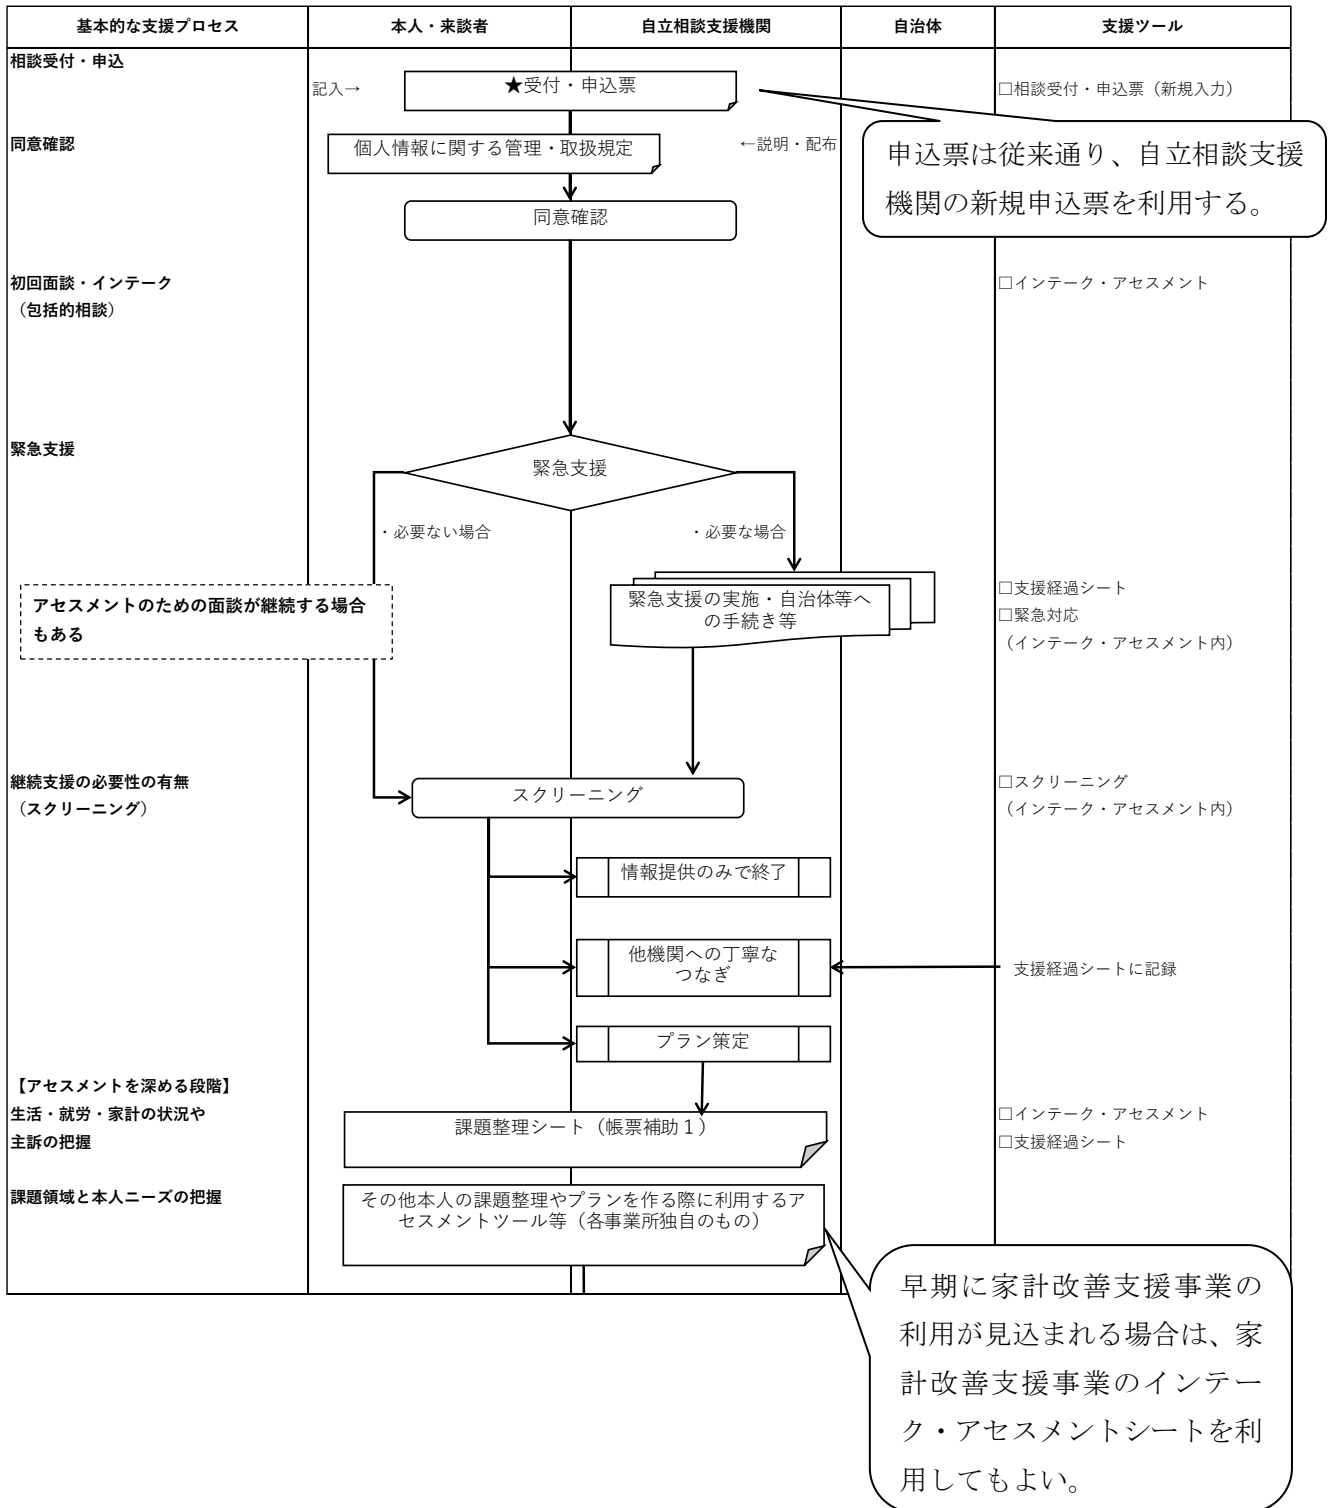 基本的な支援プロセス
本人・来談者
自立相談支援機関
自治体
支援ツール
相談受付・申込
記入→
★受付・申込票
□相談受付・申込票（新規入力）
同意確認
個人情報に関する管理・取扱規定
←説明・配布
申込票は従来通り、自立相談支援
機関の新規申込票を利用する。
同意確認
初回面談・インテーク
（包括的相談）
□インテーク・アセスメント
緊急支援
緊急支援
・必要ない場合
・必要な場合
アセスメントのための面談が継続する場合
もある
緊急支援の実施・自治体等へ
の手続き等
□支援経過シート
□緊急対応
（インテーク・アセスメント内）
継続支援の必要性の有無
（スクリーニング）
スクリーニング
□スクリーニング
（インテーク・アセスメント内）
情報提供のみで終了
他機関への丁寧な
つなぎ
支援経過シートに記録
プラン策定
【アセスメントを深める段階】
生活・就労・家計の状況や
主訴の把握
課題整理シート（帳票補助１）
□インテーク・アセスメント
□支援経過シート
課題領域と本人ニーズの把握
その他本人の課題整理やプランを作る際に利用するア
セスメントツール等（各事業所独自のもの）
早期に家計改善支援事業の
利用が見込まれる場合は、家
計改善支援事業のインテー
ク・アセスメントシートを利
用してもよい。